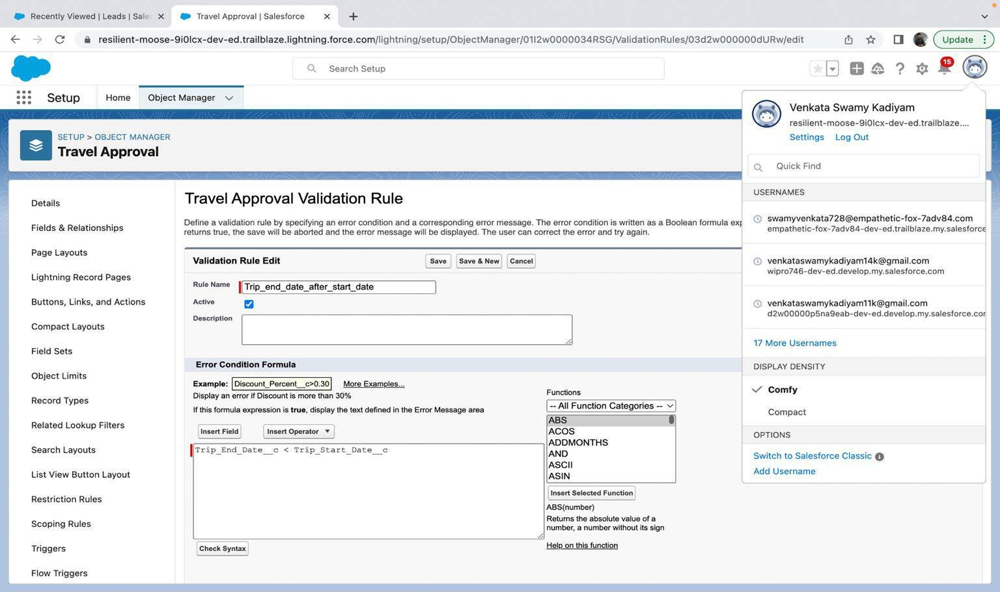 Recently Viewed | Leads | Sale
Travel Approval | Salesforce
resilient-moose-9i0lcx-dev-ed.trailblaze.lightning.force.com/lightning/setup/ObjectManager/01I2w0000034RSG/ValidationRules/03d2w000000dURw/edit
Update
Search Setup
15
Setup
Home
Object Manager
SETUP > OBJECT MANAGER
Travel Approval
Details
Fields & Relationships
Page Layouts
Lightning Record Pages
Buttons, Links, and Actions
Compact Layouts
Field Sets
Object Limits
Record Types
Related Lookup Filters
Search Layouts
List View Button Layout
Restriction Rules
Scoping Rules
Triggers
Flow Triggers
Travel Approval Validation Rule
Define a validation rule by specifying an error condition and a corresponding error message. The error condition is written as a Boolean formula exp
returns true, the save will be aborted and the error message will be displayed. The user can correct the error and try again.
Validation Rule Edit
Save
Save & New
Cancel
Rule Name
Trip_end_date_after_start_date
Active
Description
Error Condition Formula
Example: Discount_Percent__c>0.30 More Examples...
Display an error if Discount is more than 30%
If this formula expression is true, display the text defined in the Error Message area
Insert Field
Insert Operator
Trip_End_Date__c < Trip_Start_Date__c
Check Syntax
Functions
-- All Function Categories --
ABS
ACOS
ADDMONTHS
AND
ASCII
ASIN
Insert Selected Function
ABS(number)
Returns the absolute value of a
number, a number without its sign
Help on this function
Venkata Swamy Kadiyam
resilient-moose-9i0lcx-dev-ed.trailblaze....
Settings
Log Out
Quick Find
USERNAMES
swamyvenkata728@empathetic-fox-7adv84.com
empathetic-fox-7adv84-dev-ed.trailblaze.my.salesforce
venkataswamykadiyam14k@gmail.com
wipro746-dev-ed.develop.my.salesforce.com
venkataswamykadiyam11k@gmail.com
d2w00000p5na9eab-dev-ed.develop.my.salesforce.cor
17 More Usernames
DISPLAY DENSITY
Comfy
Compact
OPTIONS
Switch to Salesforce Classic
Add Username